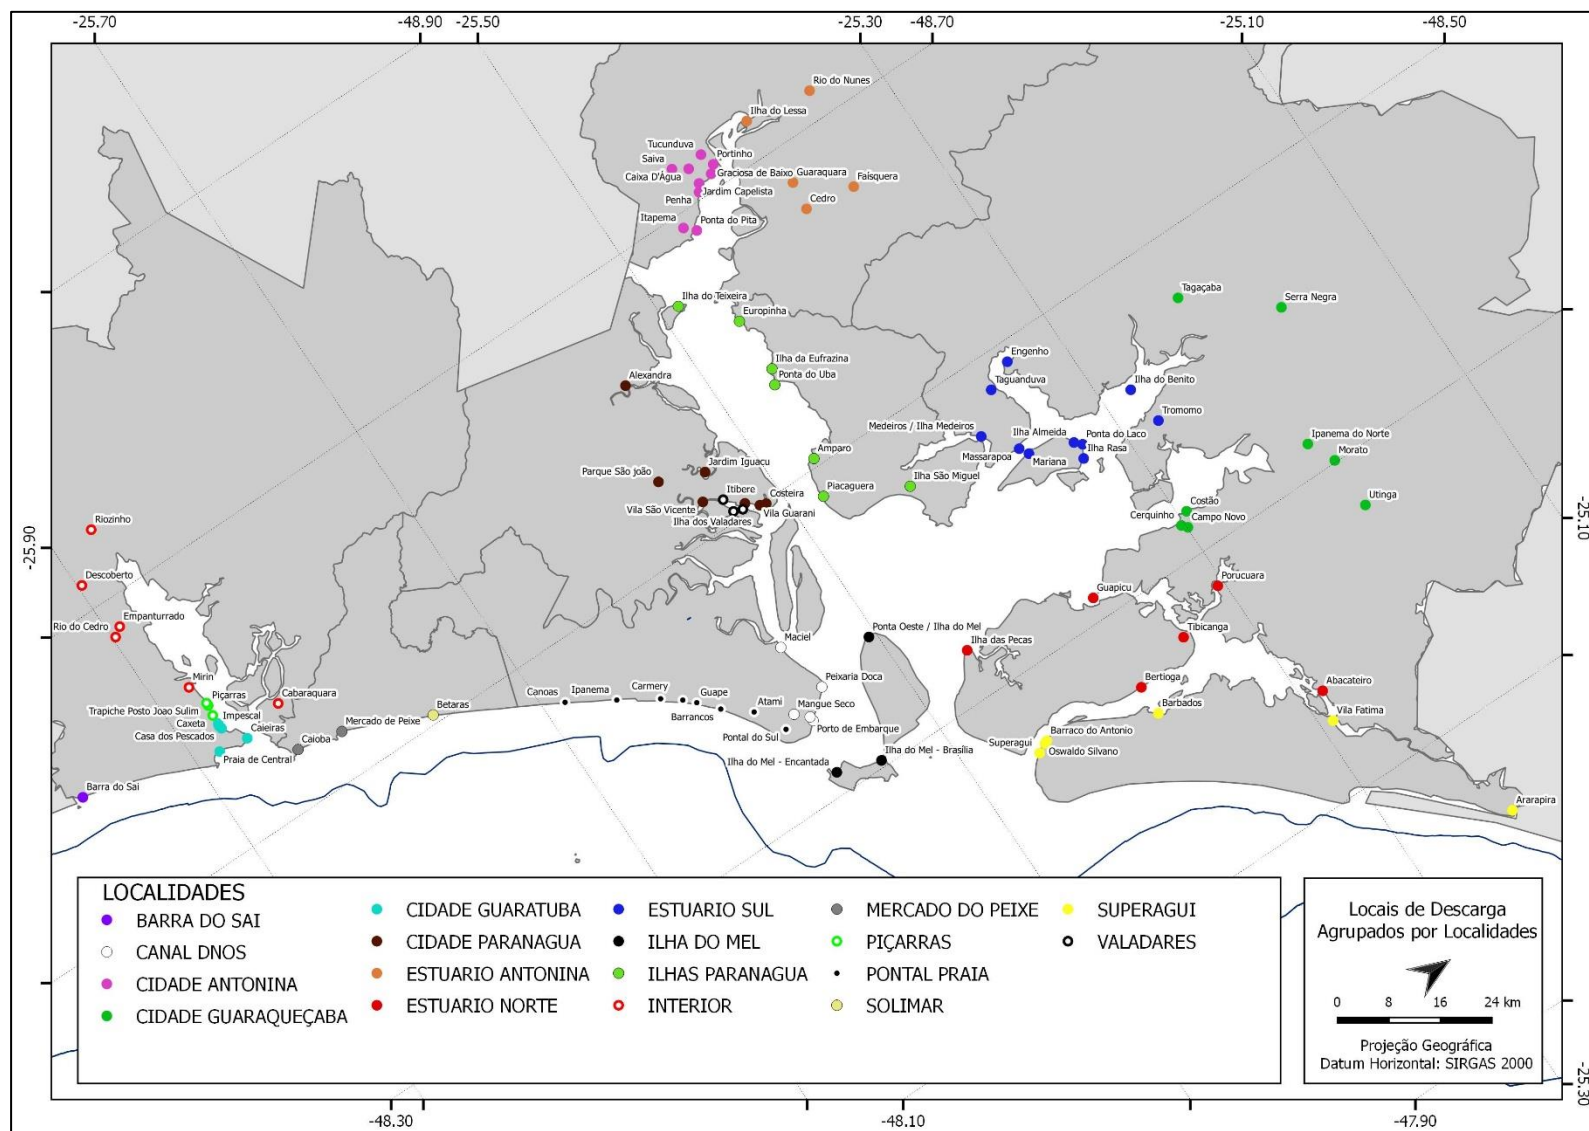 -25.70
-48.90
-25.50
-25.30
-48.70
-25.10
-48.50
Rio do Nunes
Ilha do Lessa
Tucunduva
Portinho
Saiva
Graciosa de Baixo
Guaraquara
Faisquera
Caixa D'Água
Jardim Capelista
Penha
Cedro
Itapema
Ponta do Pita
Ilha do Teixeira
Europinha
Tagaçaba
Serra Negra
Ilha da Eufrazina
Ponta do Uba
Engenho
Taguanduva
Ilha do Benito
Alexandra
Tromomo
Medeiros / Ilha Medeiros
Ilha Almeida
Ponta do Laco
Ipanema do Norte
Massarapoa
Mariana
Ilha Rasa
Morato
Amparo
Jardim Iguaçu
Parque São João
Piacaguera
Ilha São Miguel
Itibere
Costeira
Utinga
Vila São Vicente
Vila Guarani
Ilha dos Valadares
Costão
Cerquinho
Campo Novo
-25.10
Riozinho
-25.90
Descoberto
Porucuara
Guapicu
Empanturrado
Rio do Cedro
Ponta Oeste / Ilha do Mel
Tibicanga
Maciel
Ilha das Pecas
Mirin
Bertioga
Abacateiro
Piçarras
Cabaraquara
Peixaria Doca
Canoas
Ipanema
Carmery
Guape
Atami
Mangue Seco
Betaras
Barbados
Vila Fatima
Trapiche Posto Joao Sulim
Impescal
Barrancos
Caxeta
Caieiras
Mercado de Peixe
Porto de Embarque
Barraco do Antonio
Casa dos Pescados
Caioba
Pontal do Sul
Superagui
Oswaldo Silvano
Praia de Central
Ilha do Mel - Brasília
Ilha do Mel - Encantada
Barra do Sai
Ararapira
LOCALIDADES
BARRA DO SAI
CANAL DNOS
CIDADE ANTONINA
CIDADE GUARAQUEÇABA
CIDADE GUARATUBA
CIDADE PARANAGUA
ESTUARIO ANTONINA
ESTUARIO NORTE
ESTUARIO SUL
ILHA DO MEL
ILHAS PARANAGUA
INTERIOR
MERCADO DO PEIXE
PIÇARRAS
PONTAL PRAIA
SOLIMAR
SUPERAGUI
VALADARES
Locais de Descarga
Agrupados por Localidades
0 8 16 24 km
Projeção Geográfica
Datum Horizontal: SIRGAS 2000
-25.30
-48.30
-48.10
-47.90